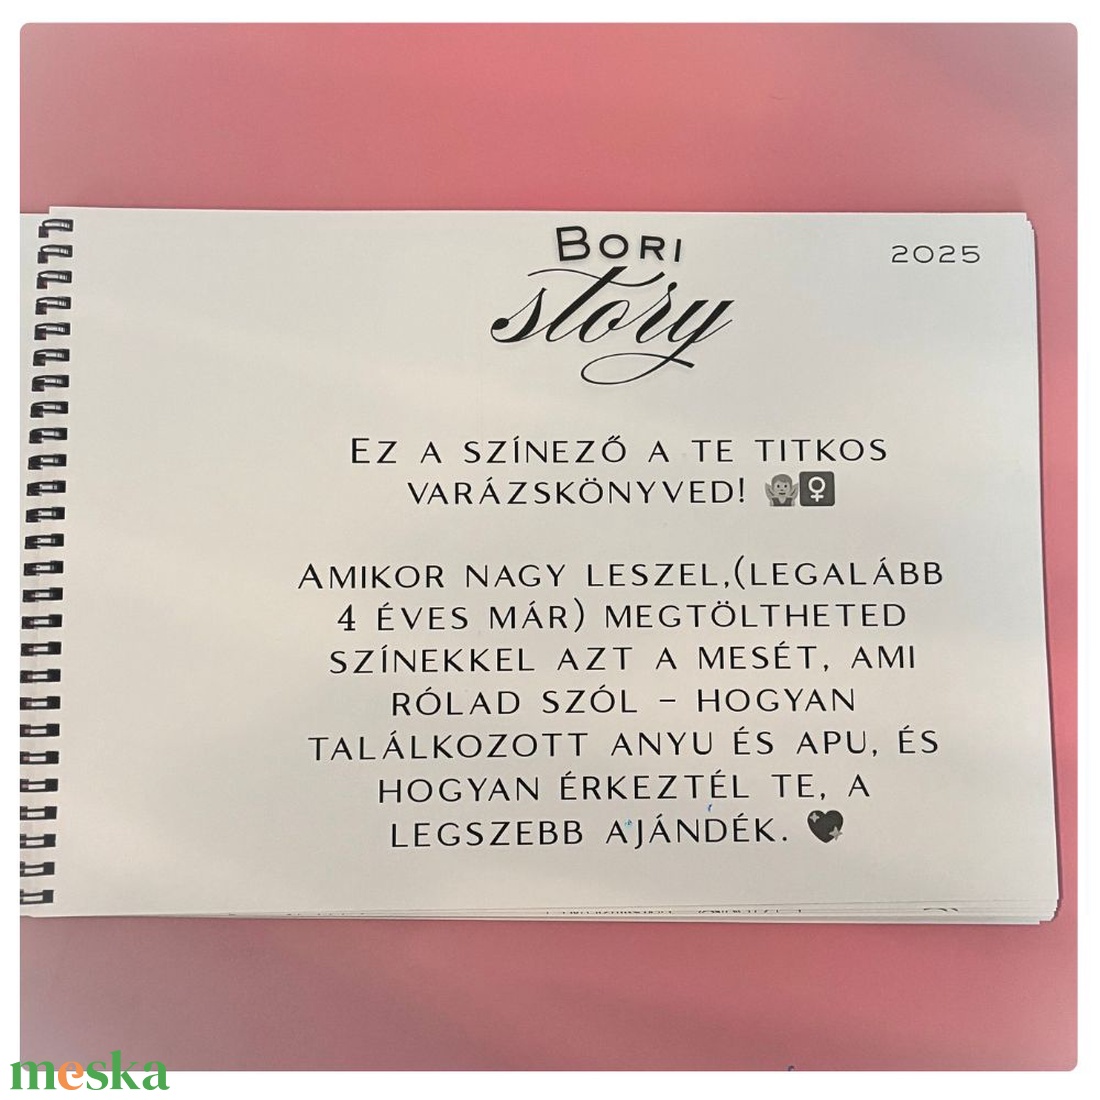 BORI
2025
story
EZ A SZÍNEZŐ A TE TITKOS
VARÁZSKÖNYVED! 🧚🏻‍♀
AMIKOR NAGY LESZEL,(LEGALÁBB
4 ÉVES MÁR) MEGTÖLTHETED
SZÍNEKKEL AZT A MESÉT, AMI
RÓLAD SZÓL – HOGYAN
TALÁLKOZOTT ANYU ÉS APU, ÉS
HOGYAN ÉRKEZTÉL TE, A
LEGSZEBB AJÁNDÉK. 💖
meska